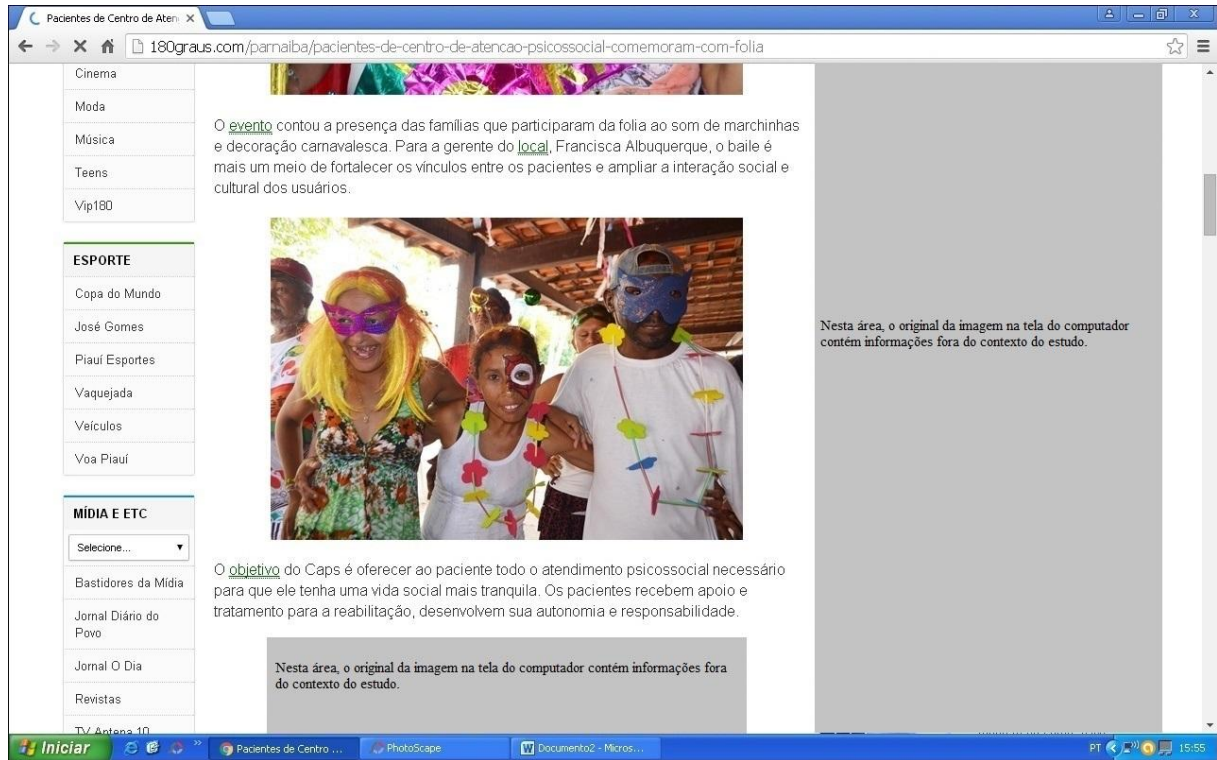 Pacientes de Centro de Aten
180graus.com/parnaiba/pacientes-de-centro-de-atencao-psicossocial-comemoram-com-folia
Cinema
Moda
Música
Teens
Vip180
ESPORTE
Copa do Mundo
José Gomes
Piauí Esportes
Vaquejada
Veículos
Voa Piauí
MÍDIA E ETC
Selecione...
Bastidores da Mídia
Jornal Diário do
Povo
Jornal O Dia
Revistas
TV Antena 10
O evento contou a presença das famílias que participaram da folia ao som de marchinhas
e decoração carnavalesca. Para a gerente do local, Francisca Albuquerque, o baile é
mais um meio de fortalecer os vínculos entre os pacientes e ampliar a interação social e
cultural dos usuários.
O objetivo do Caps é oferecer ao paciente todo o atendimento psicossocial necessário
para que ele tenha uma vida social mais tranquila. Os pacientes recebem apoio e
tratamento para a reabilitação, desenvolvem sua autonomia e responsabilidade.
Nesta área, o original da imagem na tela do computador contém informações fora
do contexto do estudo.
Nesta área, o original da imagem na tela do computador
contém informações fora do contexto do estudo.
Iniciar
Pacientes de Centro ...
PhotoScape
Documento2 - Micros...
PT
15:55